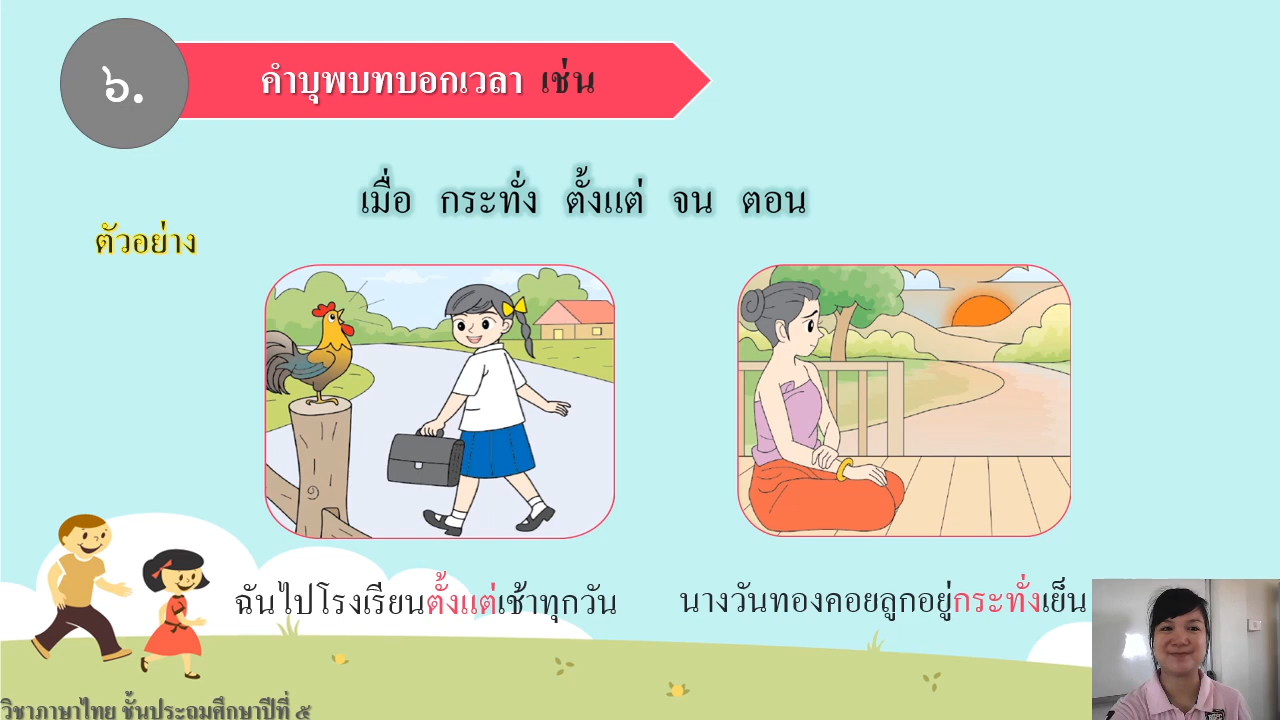 ๖.
คำบุพบทบอกเวลา เช่น
เมื่อ กระทั่ง ตั้งแต่ จน ตอน
ตัวอย่าง
ฉันไปโรงเรียนตั้งแต่เช้าทุกวัน
นางวันทองคอยลูกอยู่กระทั่งเย็น
วิชาภาษาไทย ชั้นประถมศึกษาปีที่ ๕